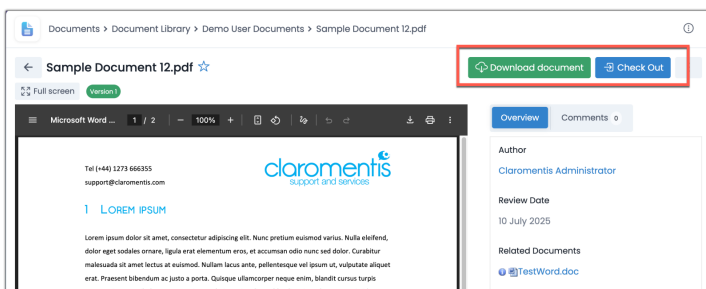 Documents > Document Library > Demo User Documents > Sample Document 12.pdf
Sample Document 12.pdf
Download document
Check Out
Full screen
Version 1
Microsoft Word ...
1 / 2
100%
Overview
Comments 0
Tel (+44) 1273 666355
support@claromentis.com
claromentis
support and services
Author
Claromentis Administrator
Review Date
10 July 2025
Related Documents
TestWord.doc
1 LOREM IPSUM
Lorem ipsum dolor sit amet, consectetur adipiscing elit. Nunc pretium euismod varius. Nulla eleifend,
dolor eget sodales ornare, ligula erat elementum eros, et accumsan odio nunc sed dolor. Curabitur
malesuada sit amet lectus at euismod. Nullam lacus ante, pellentesque vel ipsum ut, vulputate aliquet
erat. Praesent bibendum ac justo a porta. Quisque ullamcorper neque enim, blandit cursus turpis